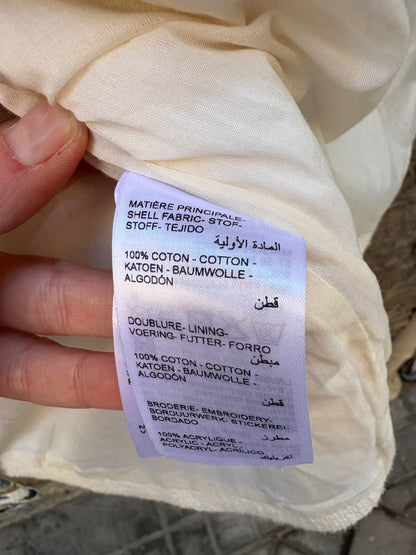 MATIÈRE PRINCIPALE-
SHELL FABRIC- STOF-
STOFF- TEJIDO
المادة الأولية
100% COTON - COTTON -
KATOEN - BAUMWOLLE -
ALGODÓN
قطن
DOUBLURE- LINING-
VOERING- FUTTER- FORRO
مبطن
100% COTON - COTTON -
KATOEN - BAUMWOLLE -
ALGODÓN
قطن
BRODERIE- EMBROIDERY-
BORDUURWERK- STICKEREI-
BORDADO
مطرز
100% ACRYLIQUE -
ACRYLIC - ACRYL -
POLYACRYL- ACRÍLICO
اكريليك